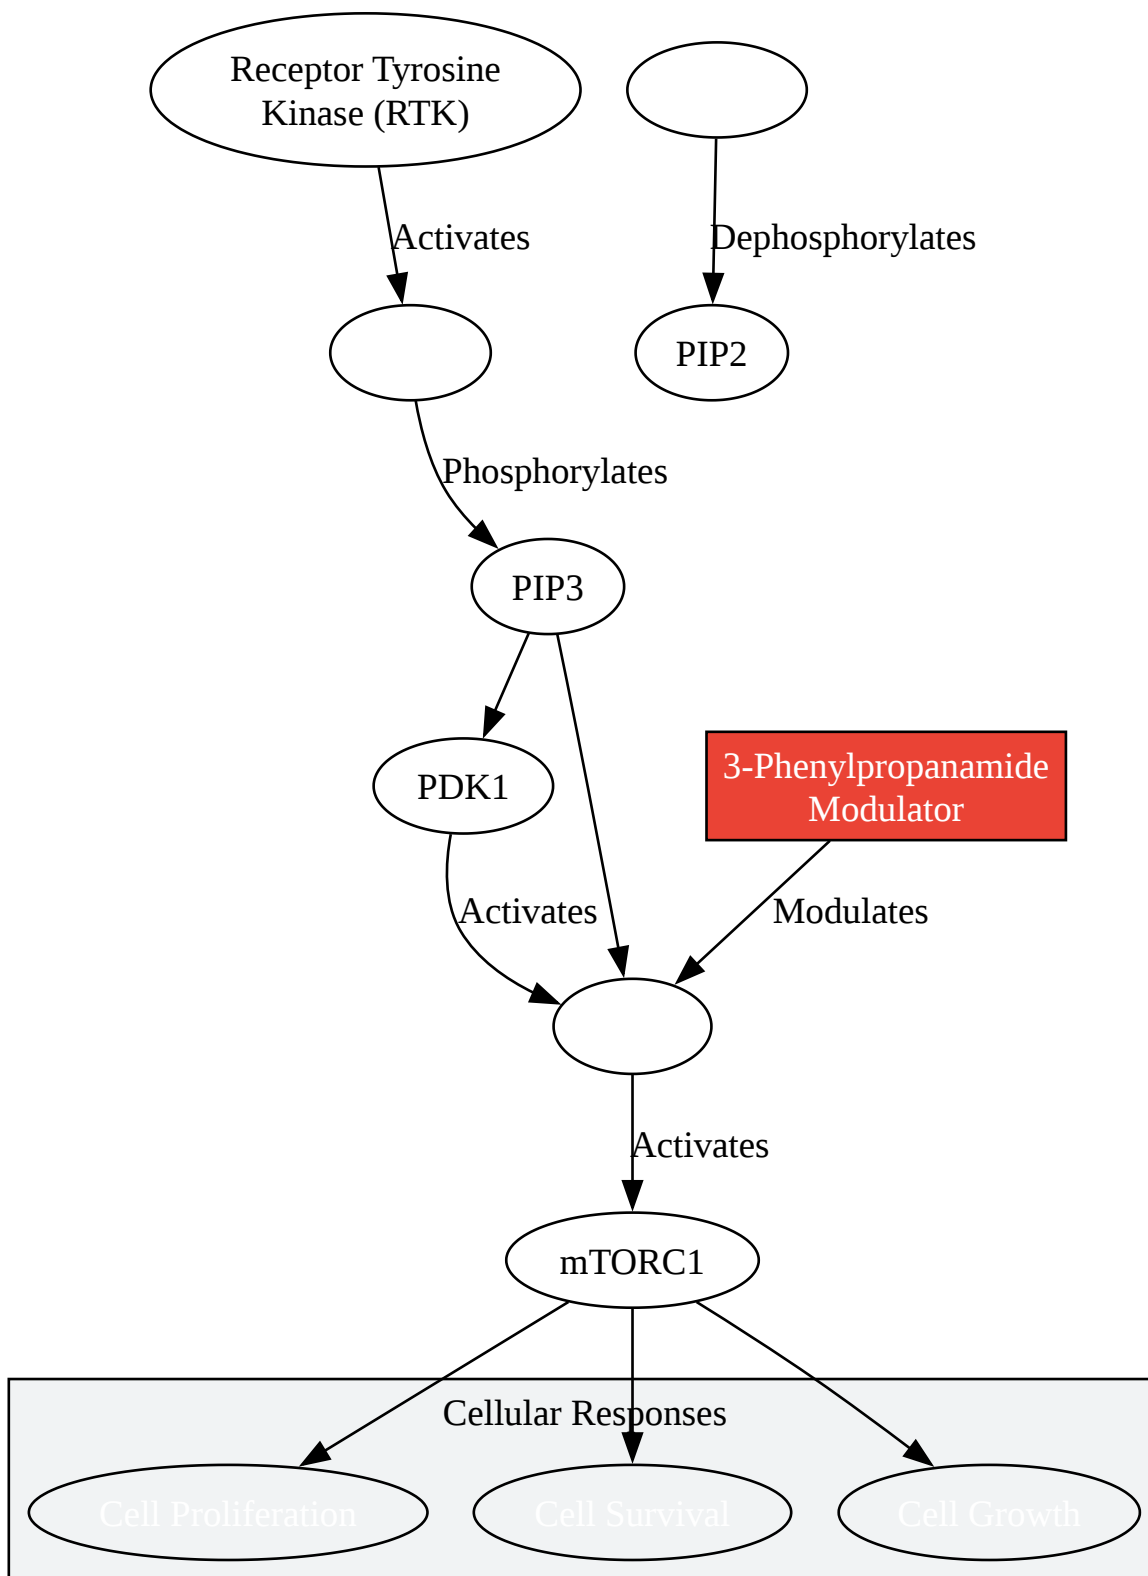 Receptor Tyrosine
Kinase (RTK)
Activates
Dephosphorylates
PIP2
Phosphorylates
PIP3
PDK1
3-Phenylpropanamide
Modulator
Activates
Modulates
Activates
mTORC1
Cellular Responses
Cell Proliferation
Cell Survival
Cell Growth